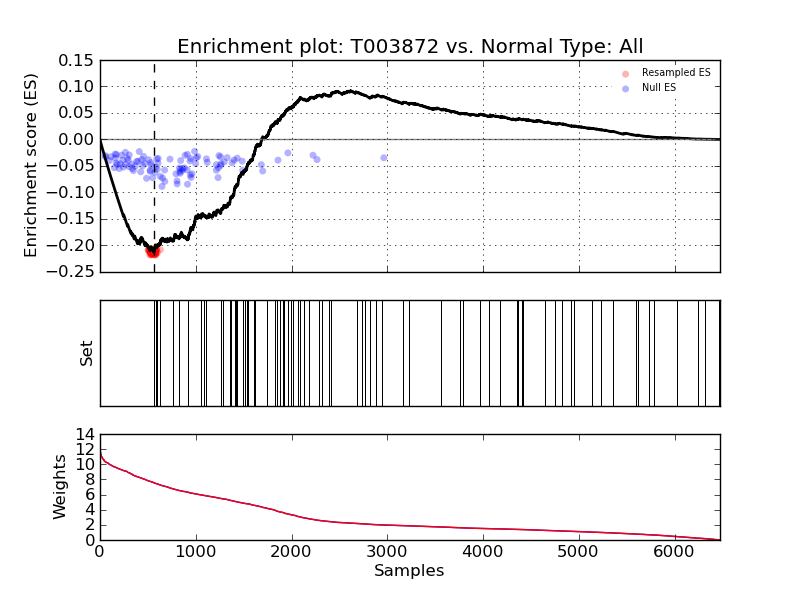 Enrichment plot: T003872 vs. Normal Type: All
Enrichment score (ES)
0.15
0.10
0.05
0.00
−0.05
−0.10
−0.15
−0.20
−0.25
Resampled ES
Null ES
Set
Weights
14
12
10
8
6
4
2
0
0 1000 2000 3000 4000 5000 6000
Samples